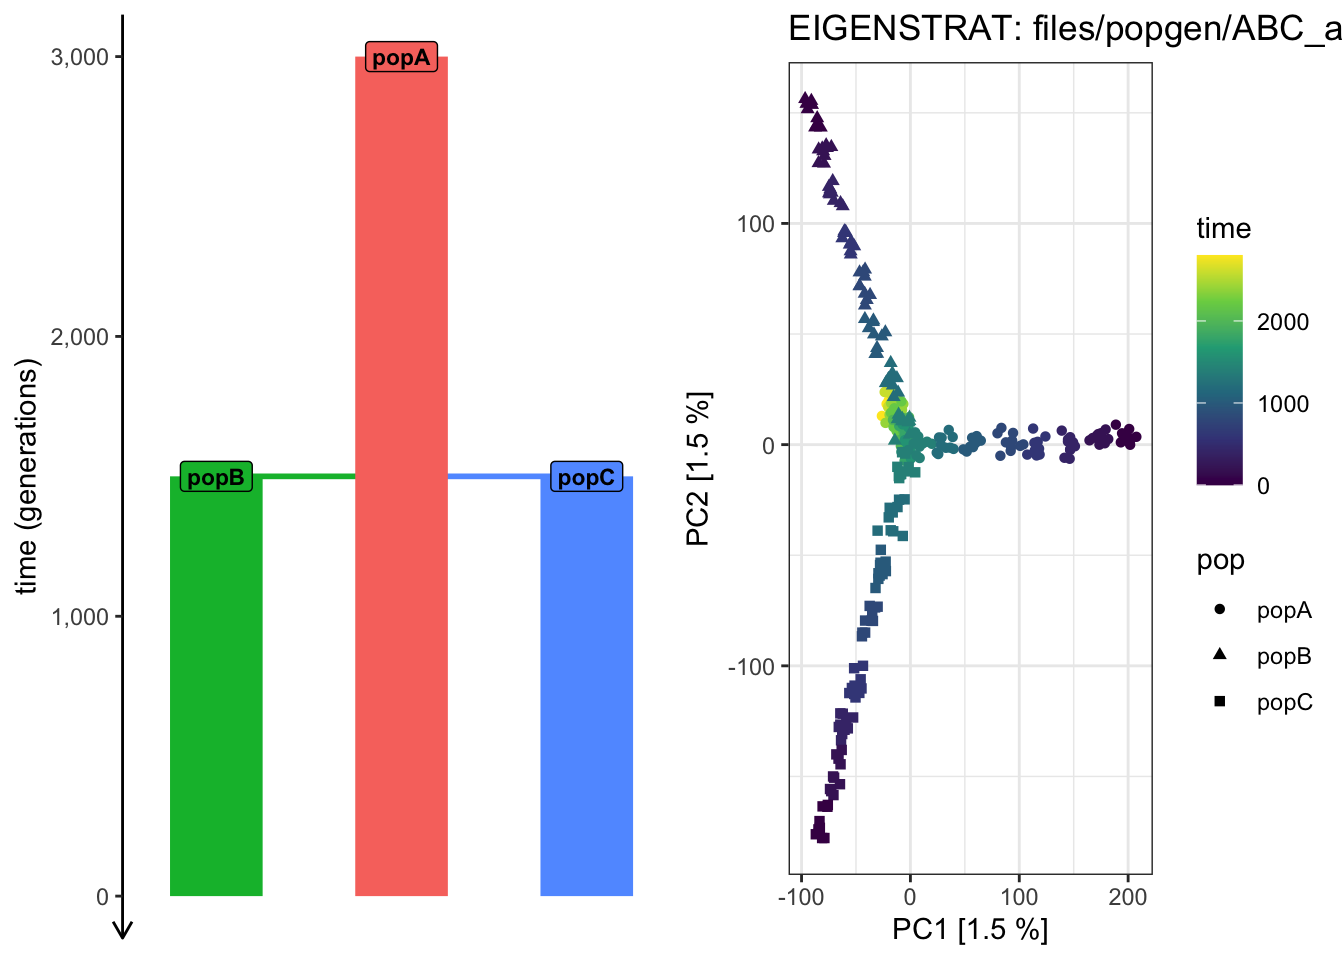 time (generations)
3,000
2,000
1,000
0
popA
popB
popC
EIGENSTRAT: files/popgen/ABC_a
PC2 [1.5 %]
100
0
-100
-100
0
100
200
PC1 [1.5 %]
time
2000
1000
0
pop
popA
popB
popC